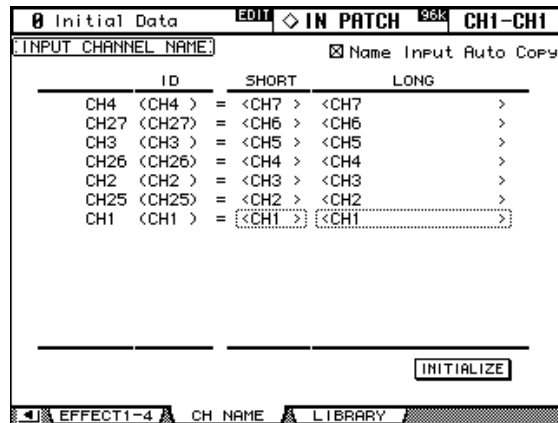 0 Initial Data EDIT ◇ IN PATCH 96k CH1-CH1
INPUT CHANNEL NAME ☒ Name Input Auto Copy
ID SHORT LONG
CH4 (CH4 ) = <CH7 > <CH7 >
CH27 (CH27) = <CH6 > <CH6 >
CH3 (CH3 ) = <CH5 > <CH5 >
CH26 (CH26) = <CH4 > <CH4 >
CH2 (CH2 ) = <CH3 > <CH3 >
CH25 (CH25) = <CH2 > <CH2 >
CH1 (CH1 ) = <CH1 > <CH1 >
INITIALIZE
EFFECT1-4 CH NAME LIBRARY